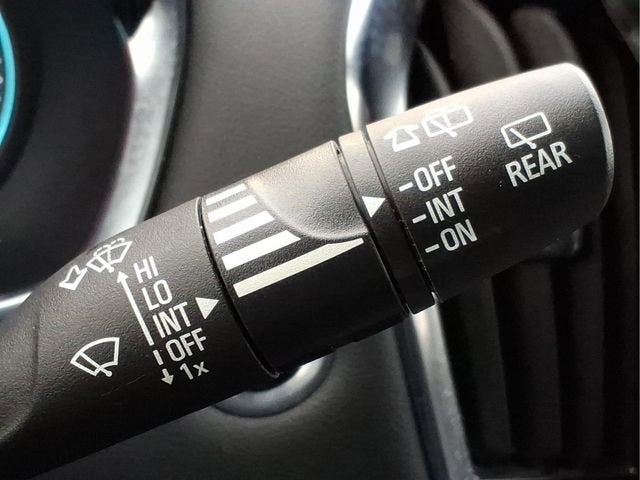 HI
LO
INT
OFF
1x
-OFF
-INT
-ON
REAR